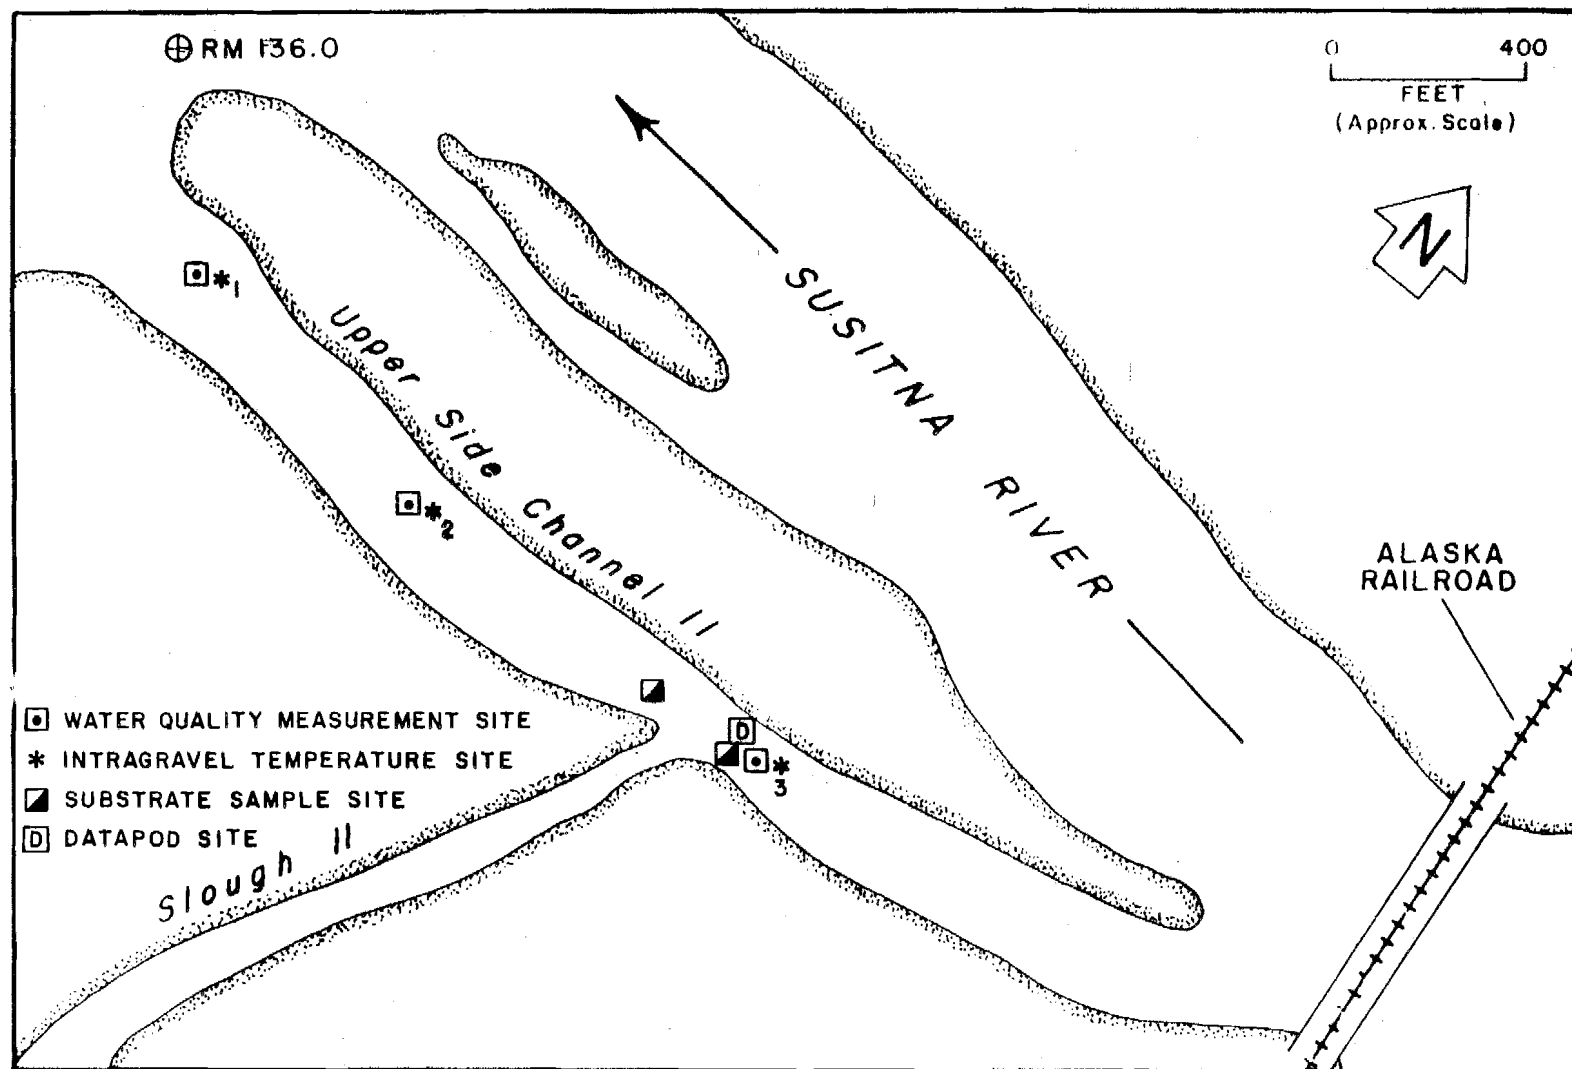 RM 136.0
0 400
FEET
(Approx. Scale)
N
SUSITNA RIVER
Upper Side Channel 11
*1
*2
*3
D
ALASKA
RAILROAD
WATER QUALITY MEASUREMENT SITE
* INTRAGRAVEL TEMPERATURE SITE
SUBSTRATE SAMPLE SITE
D DATAPOD SITE
Slough 11